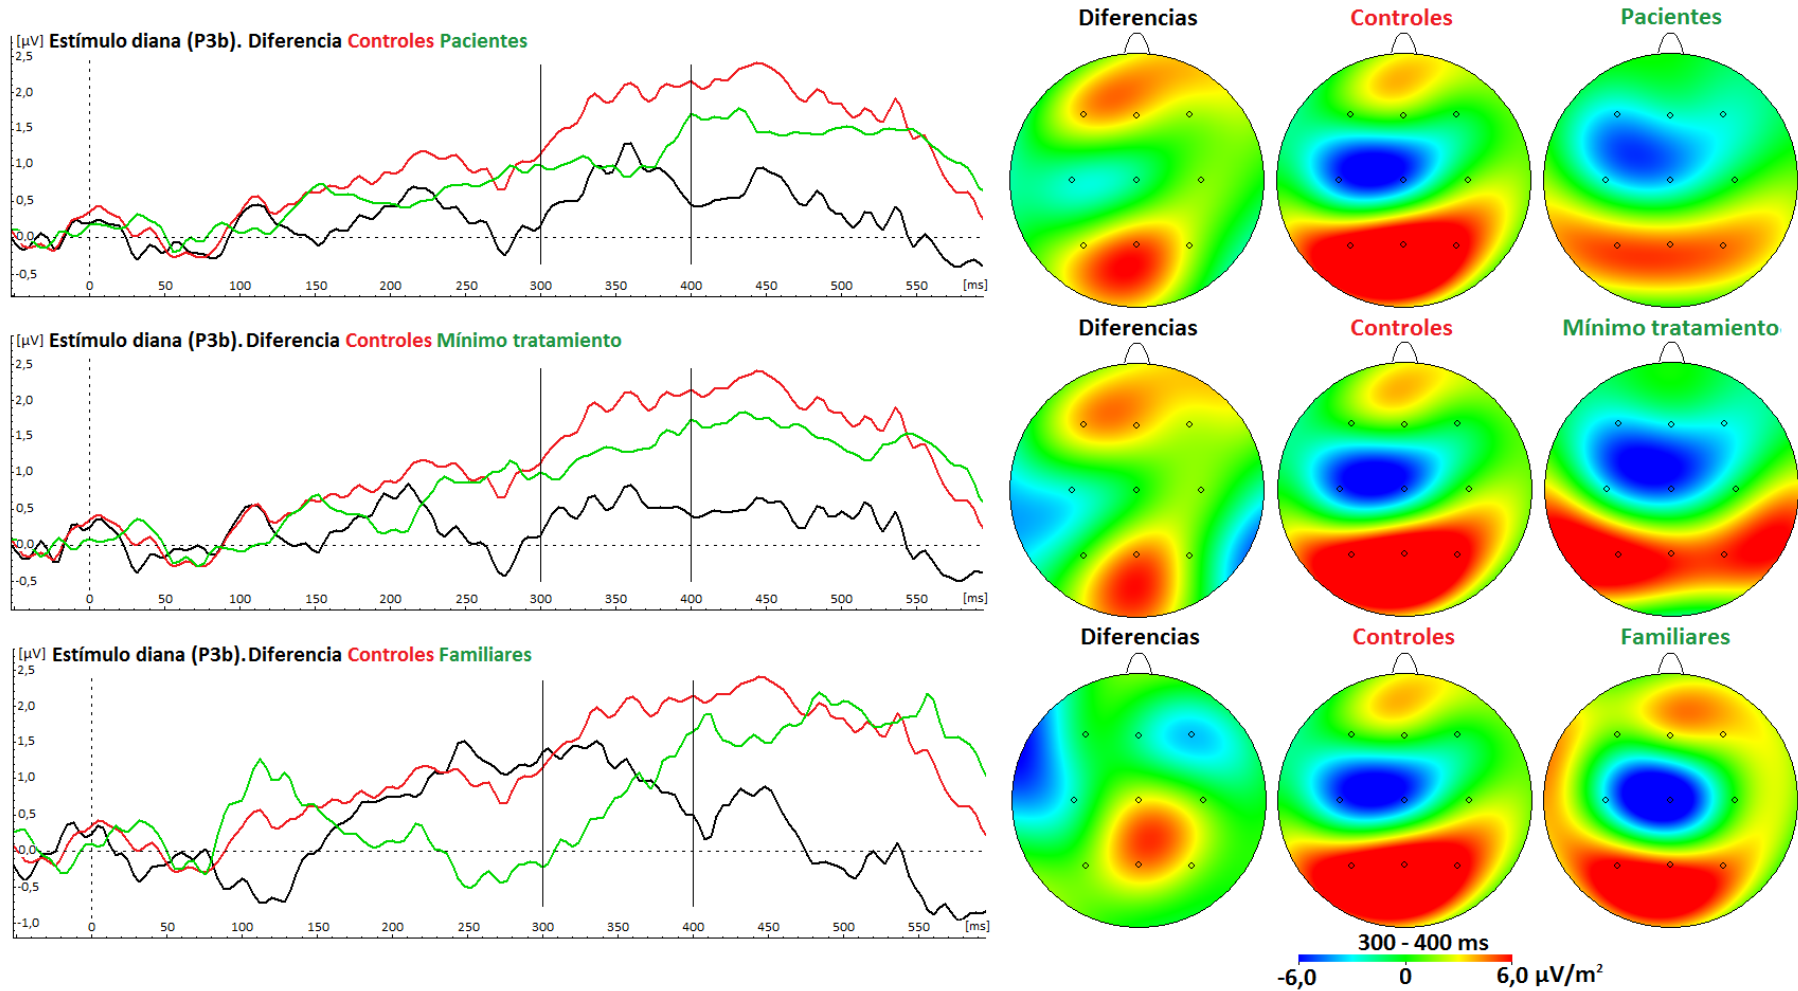 Diferencias Controles Pacientes
[µV] Estímulo diana (P3b). Diferencia Controles Pacientes
2,5
2,0
1,5
1,0
0,5
0,0
-0,5
0 50 100 150 200 250 300 350 400 450 500 550 [ms]
Diferencias Controles Mínimo tratamiento
[µV] Estímulo diana (P3b). Diferencia Controles Mínimo tratamiento
2,5
2,0
1,5
1,0
0,5
0,0
-0,5
0 50 100 150 200 250 300 350 400 450 500 550 [ms]
Diferencias Controles Familiares
[µV] Estímulo diana (P3b). Diferencia Controles Familiares
2,5
2,0
1,5
1,0
0,5
0,0
-0,5
-1,0
0 50 100 150 200 250 300 350 400 450 500 550 [ms]
300 - 400 ms
-6,0 0 6,0 µV/m²